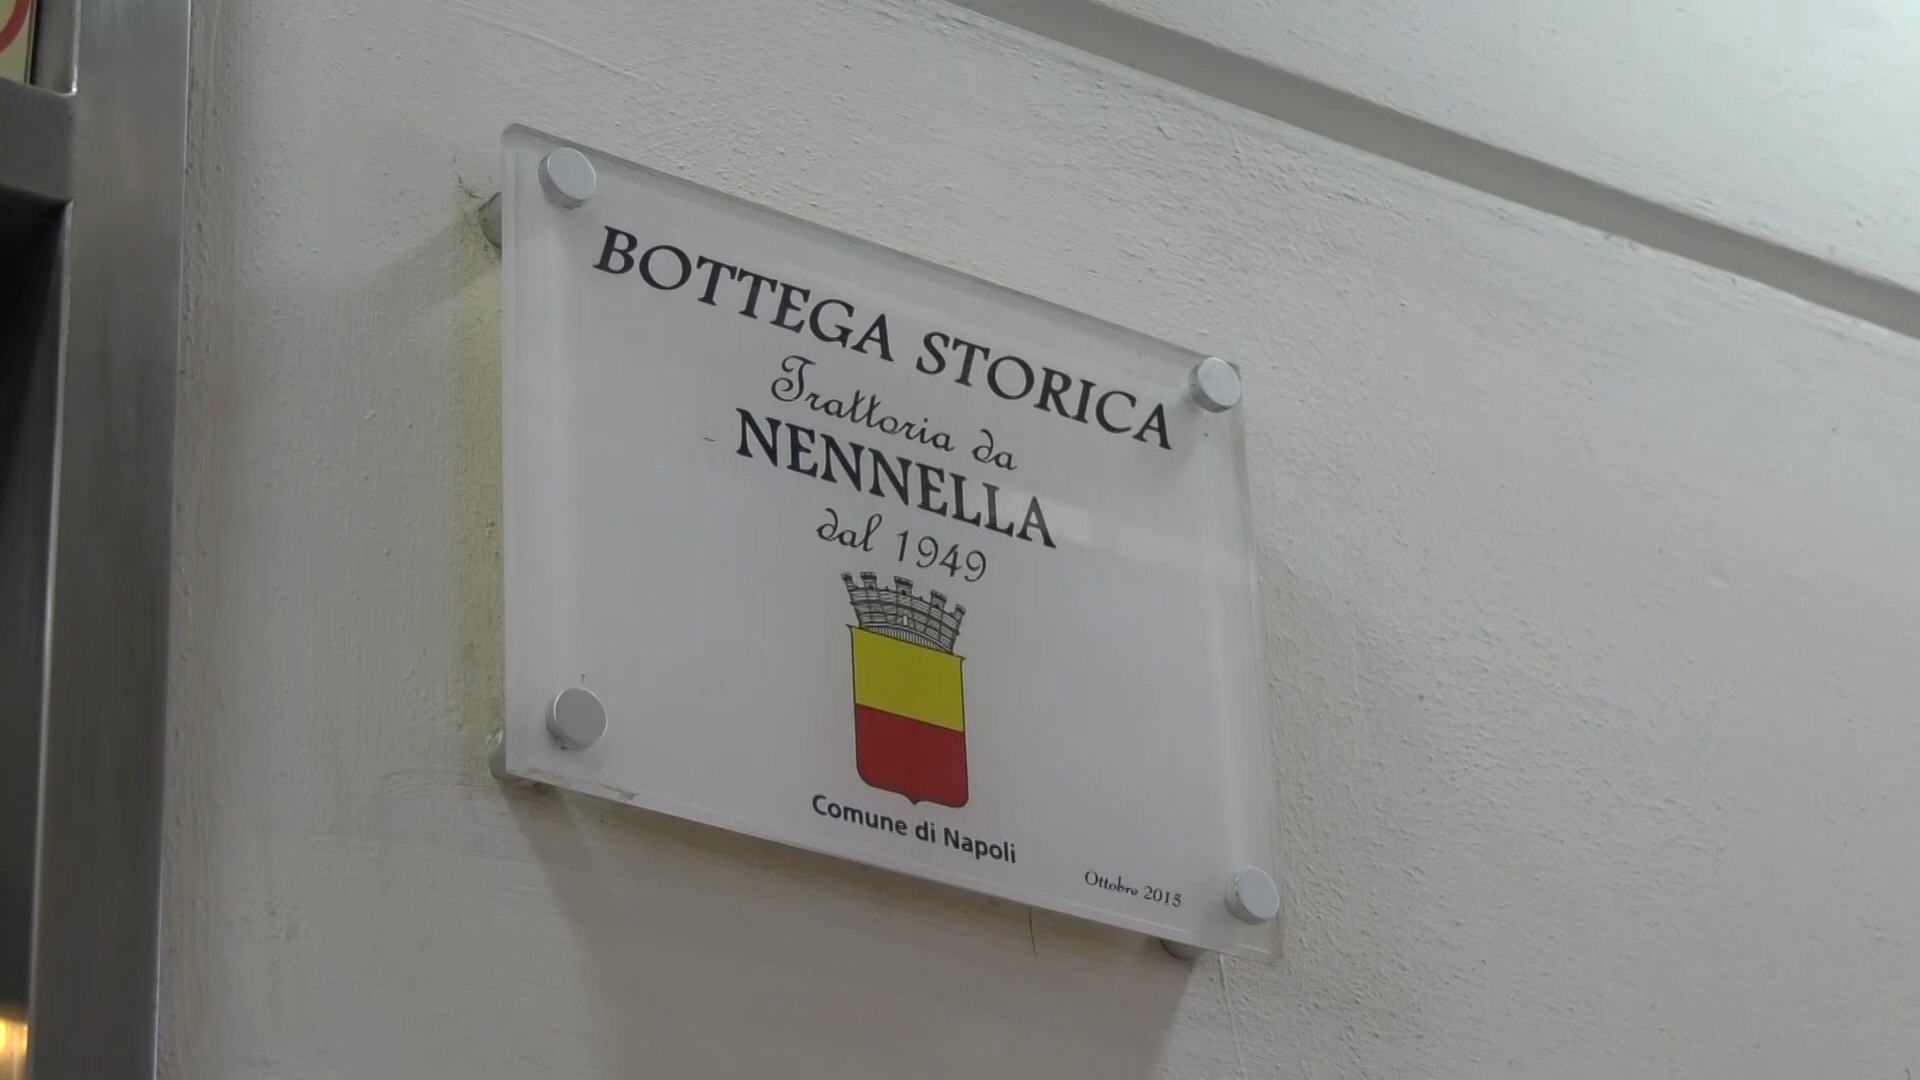 BOTTEGA STORICA
Trattoria da
NENNELLA
dal 1949
Comune di Napoli
Ottobre 2013